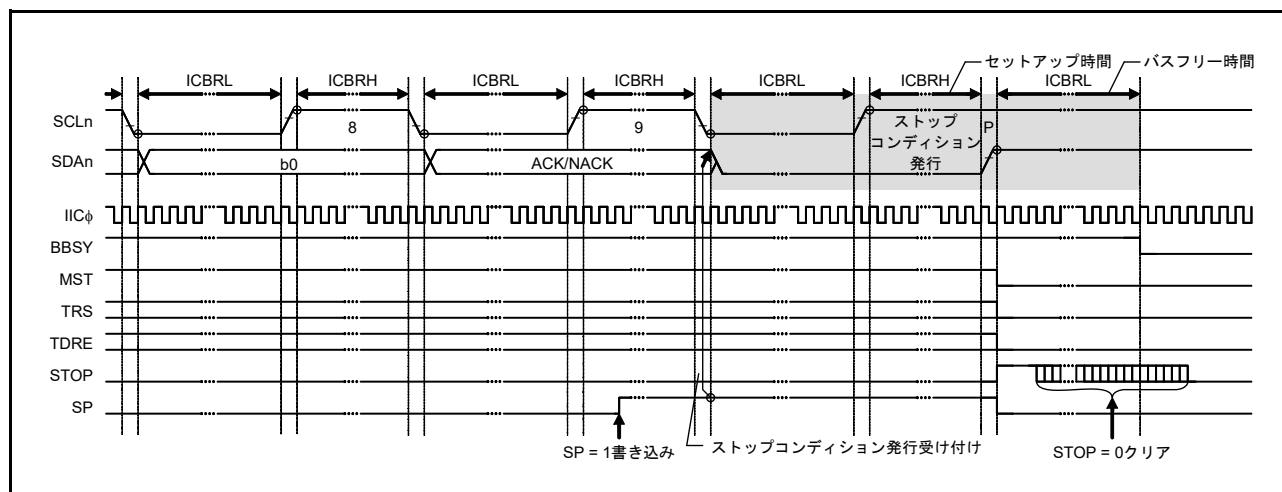 セットアップ時間
バスフリー時間
ICBRL
ICBRH
ICBRL
ICBRH
ICBRL
ICBRH
ICBRL
SCLn
8
9
ストップ
コンディション
発行
P
SDAn
b0
ACK/NACK
IICφ
BBSY
MST
TRS
TDRE
STOP
SP
SP = 1書き込み
ストップコンディション発行受け付け
STOP = 0クリア